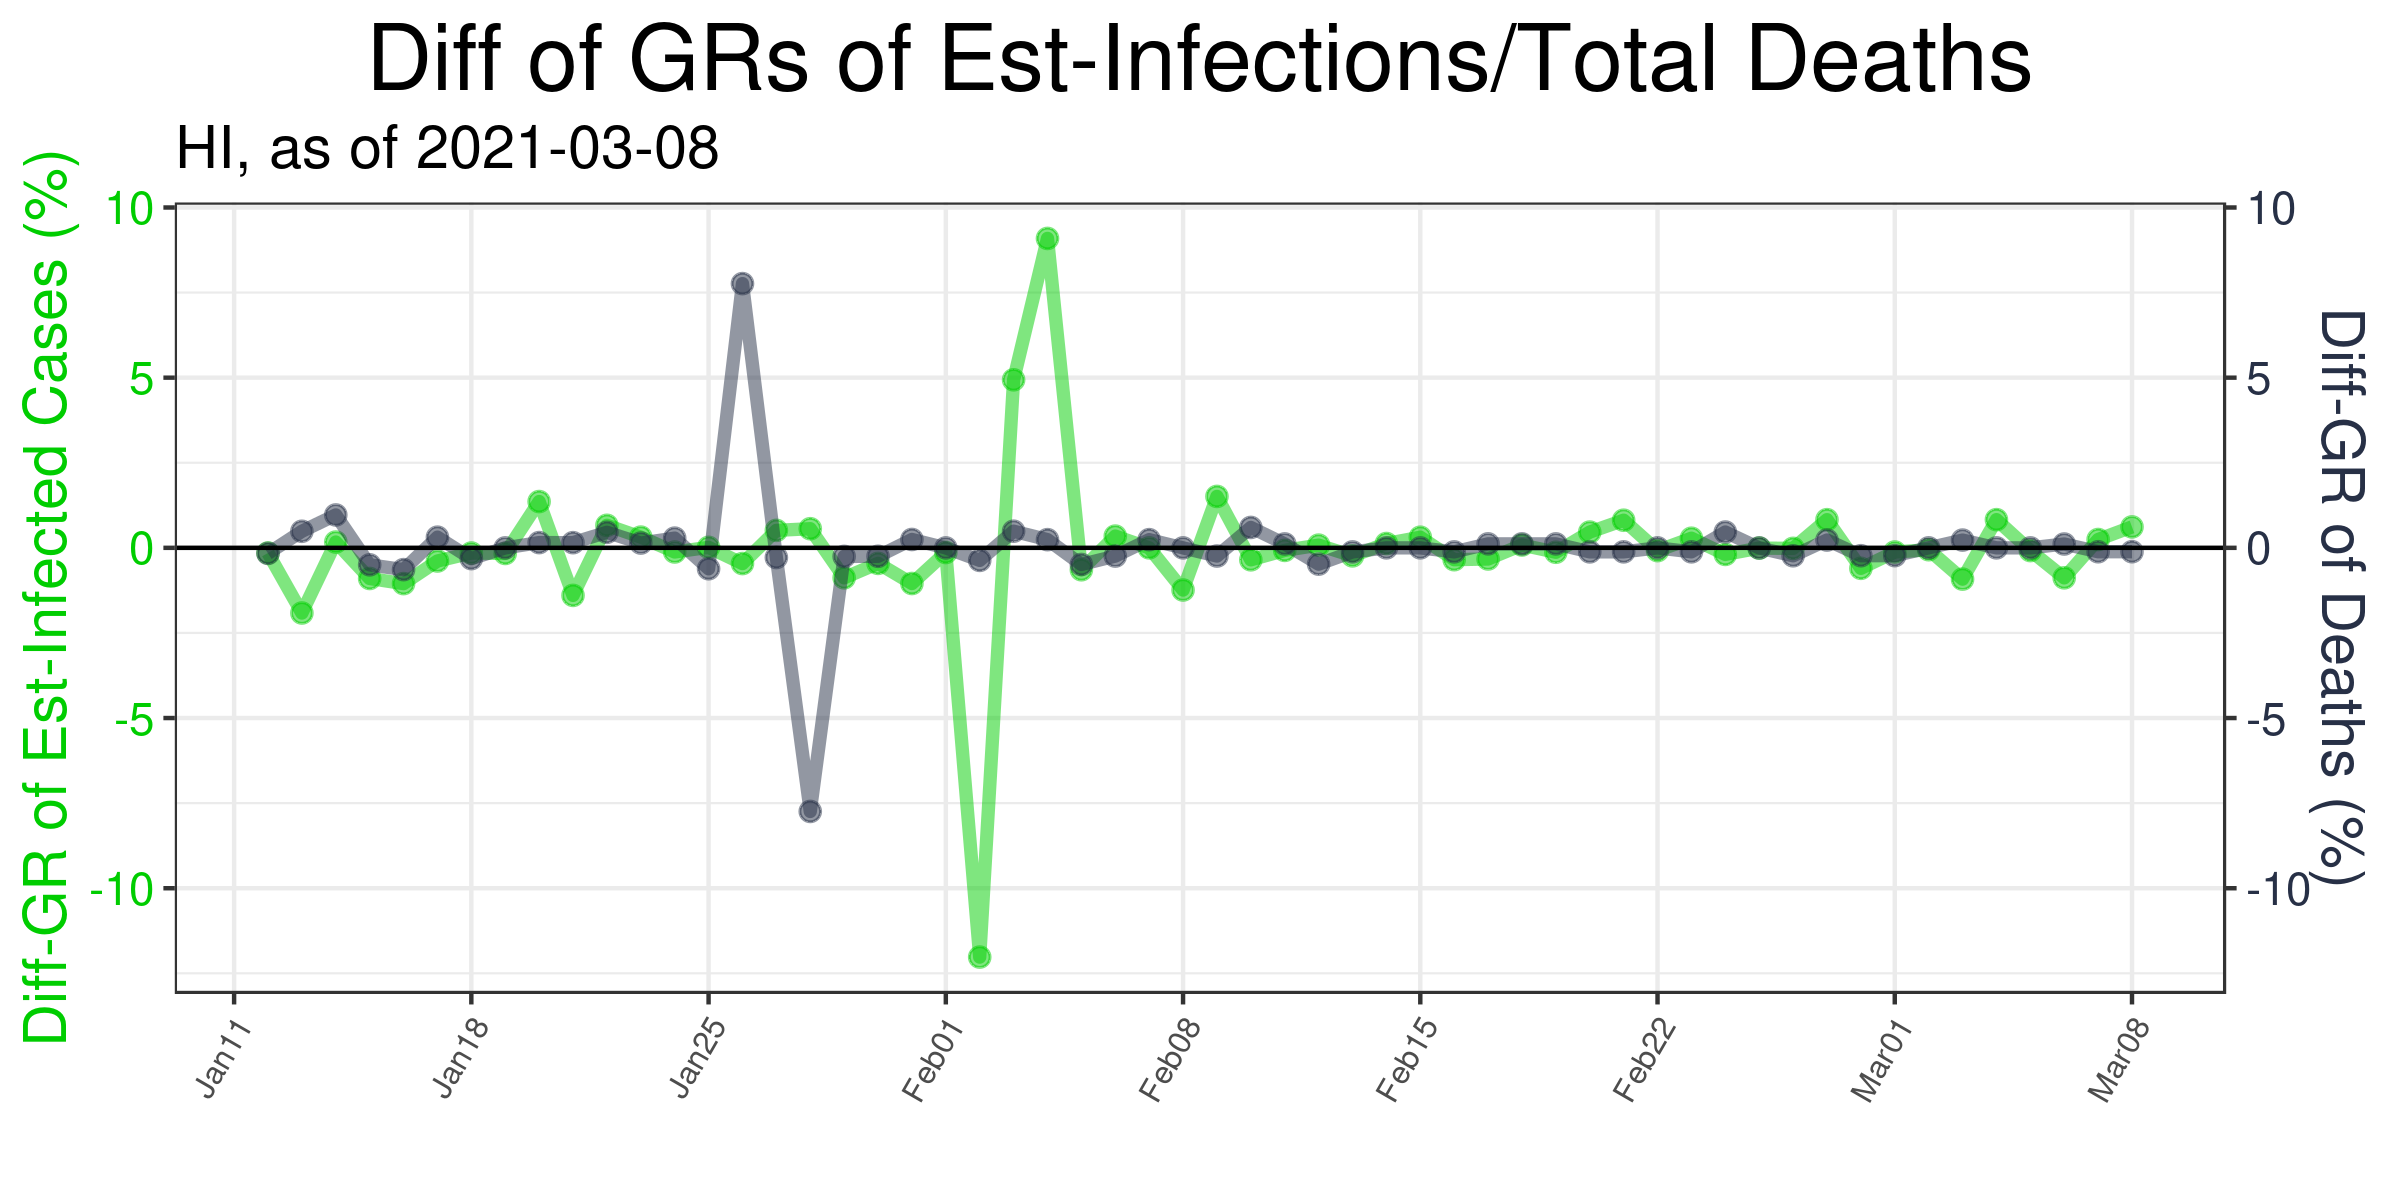 Diff of GRs of Est-Infections/Total Deaths
HI, as of 2021-03-08
Diff-GR of Est-Infected Cases (%)
10
5
0
-5
-10
10
5
0
-5
-10
Diff-GR of Deaths (%)
Jan11
Jan18
Jan25
Feb01
Feb08
Feb15
Feb22
Mar01
Mar08